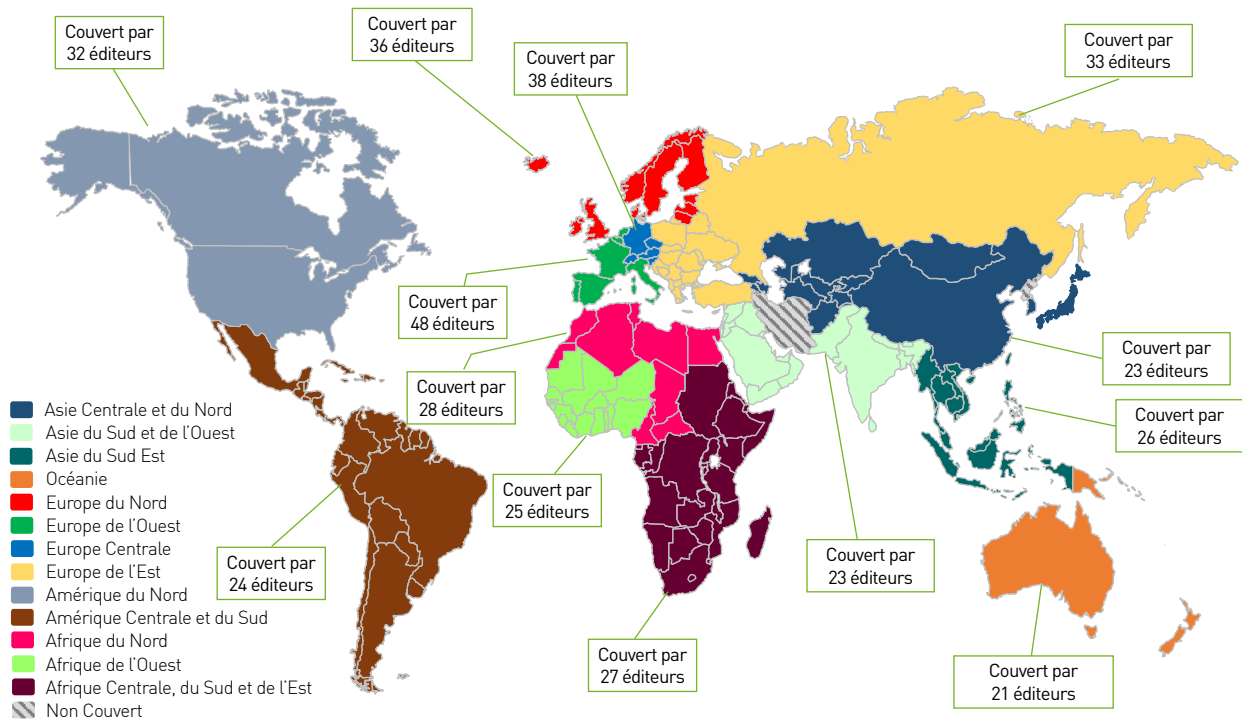 Couvert par
32 éditeurs
Couvert par
36 éditeurs
Couvert par
38 éditeurs
Couvert par
33 éditeurs
Couvert par
48 éditeurs
Couvert par
28 éditeurs
Couvert par
23 éditeurs
Couvert par
26 éditeurs
Couvert par
25 éditeurs
Couvert par
24 éditeurs
Couvert par
23 éditeurs
Couvert par
27 éditeurs
Couvert par
21 éditeurs
Asie Centrale et du Nord
Asie du Sud et de l'Ouest
Asie du Sud Est
Océanie
Europe du Nord
Europe de l'Ouest
Europe Centrale
Europe de l'Est
Amérique du Nord
Amérique Centrale et du Sud
Afrique du Nord
Afrique de l'Ouest
Afrique Centrale, du Sud et de l'Est
Non Couvert